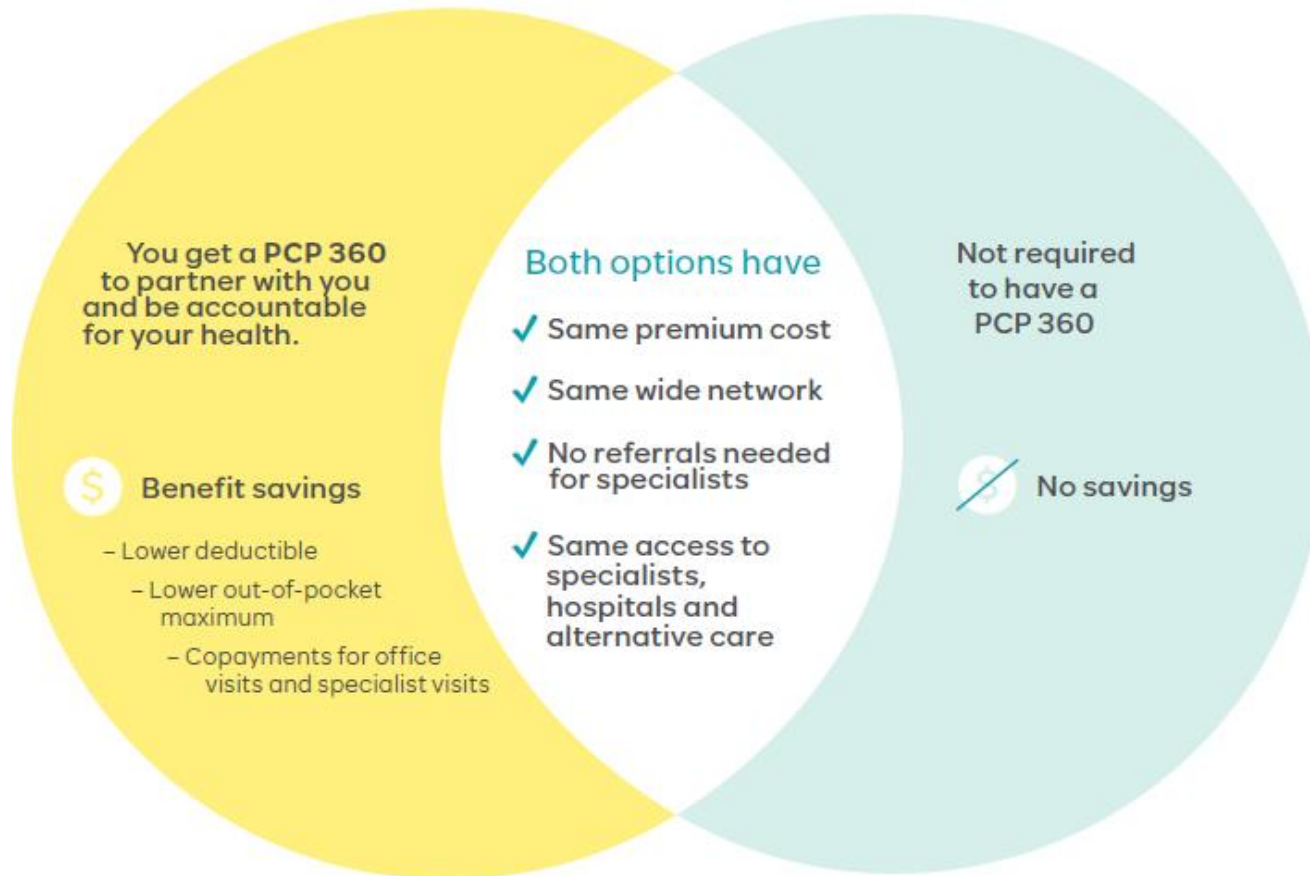 You get a PCP 360
to partner with you
and be accountable
for your health.
$ Benefit savings
– Lower deductible
– Lower out-of-pocket
maximum
– Copayments for office
visits and specialist visits
Both options have
✓ Same premium cost
✓ Same wide network
✓ No referrals needed
for specialists
✓ Same access to
specialists,
hospitals and
alternative care
Not required
to have a
PCP 360
$ No savings